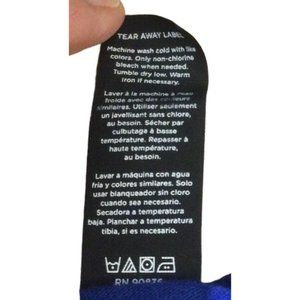 TEAR AWAY LABEL
Machine wash cold with like
colors. Only non-chlorine
bleach when needed.
Tumble dry low. Warm
iron if necessary.
Laver à la machine à l'eau
froide avec des couleurs
similaires. Utiliser seulement
un javellisant sans chlore,
au besoin. Sécher par
culbutage à basse
température. Repasser à
haute température,
au besoin.
Lavar a máquina con agua
fría y colores similares. Solo
usar blanqueador sin cloro
cuando sea necesario.
Secadora a temperatura
baja. Planchar a temperatura
tibia, si es necesario.
RN 90836